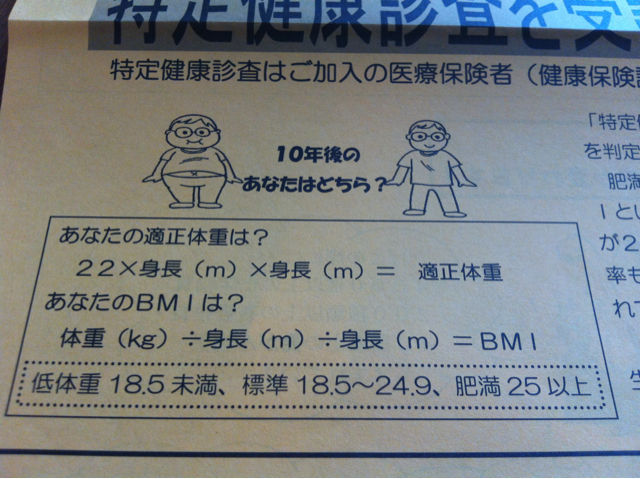 特定健康診査を受
特定健康診査はご加入の医療保険者（健康保険
10年後の
あなたはどちら？
あなたの適正体重は？
２２×身長（ｍ）×身長（ｍ）＝　適正体重
あなたのＢＭＩは？
体重（kg）÷身長（ｍ）÷身長（ｍ）＝ＢＭＩ
低体重 18.5 未満、標準 18.5～24.9、肥満 25 以上
「特定
を判定
肥満
Ｉとい
が２
率も
れて